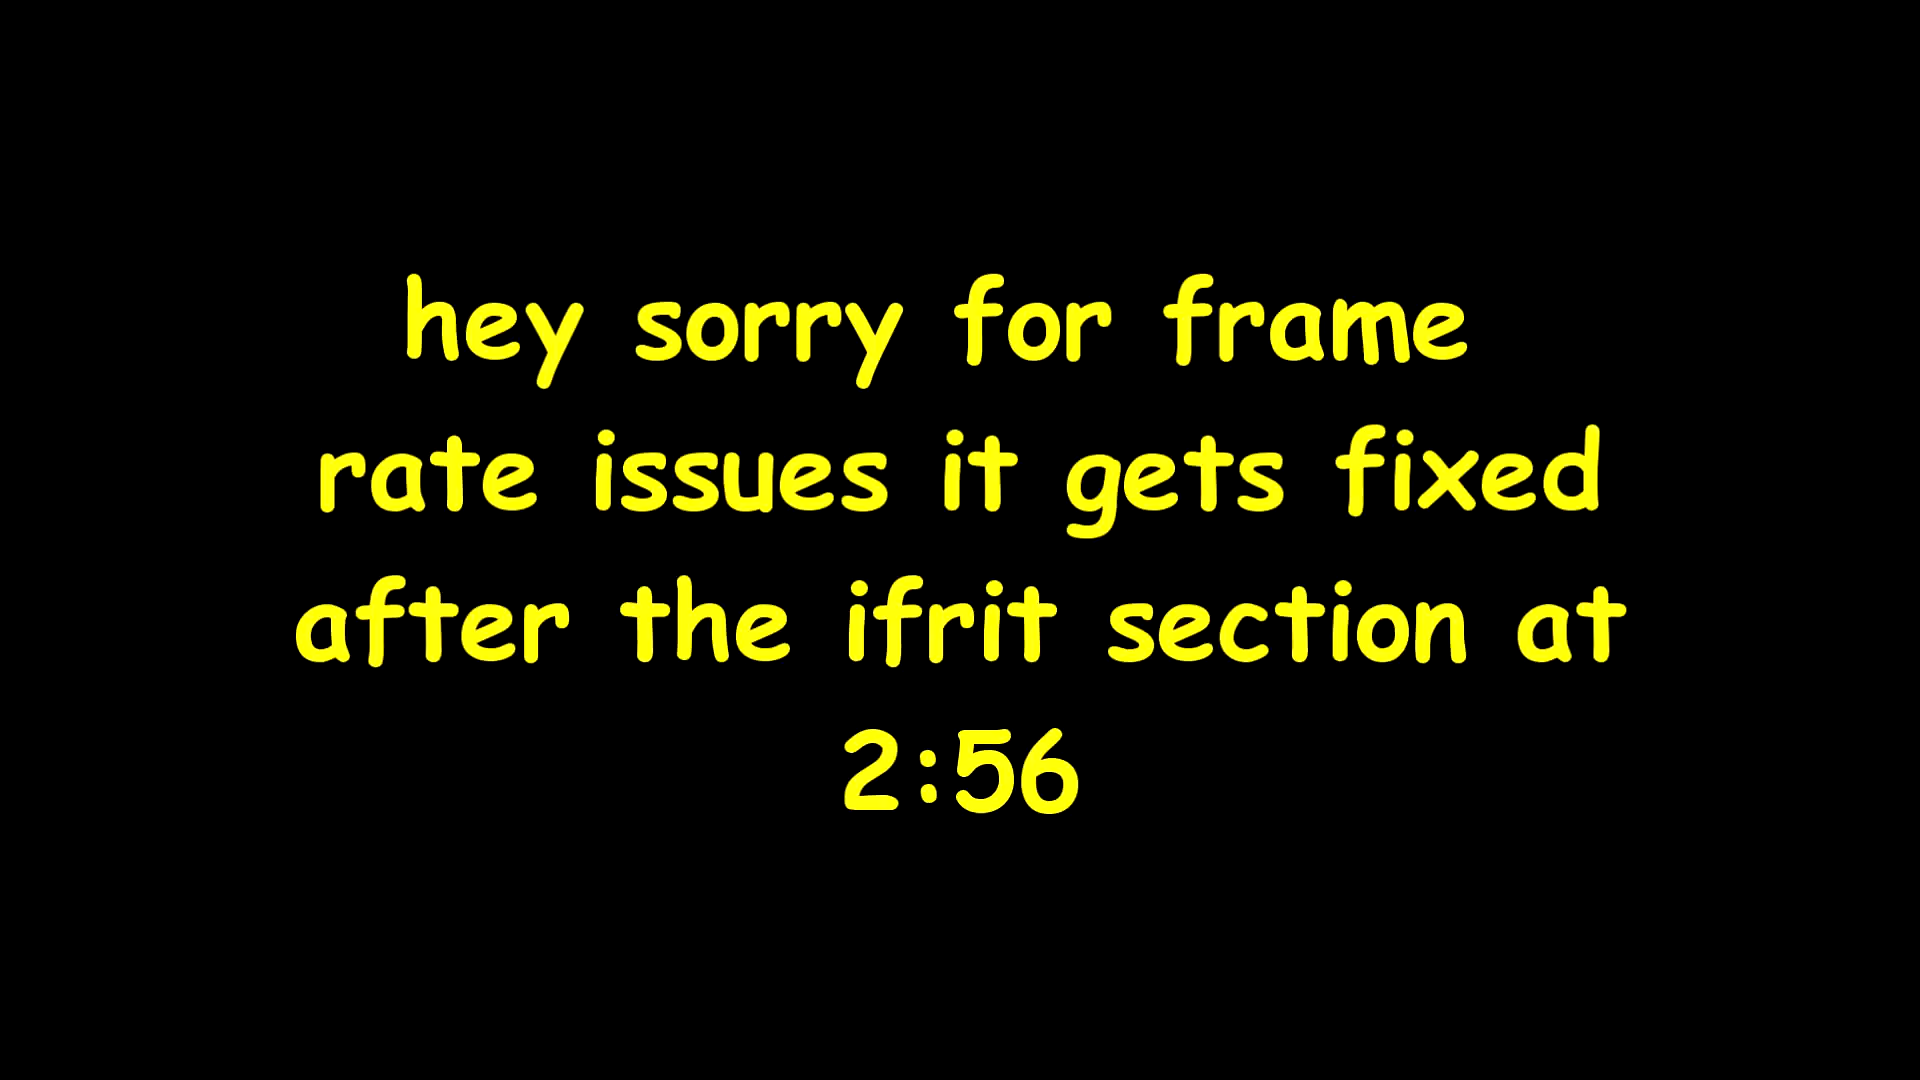 hey sorry for frame
rate issues it gets fixed
after the ifrit section at
2:56